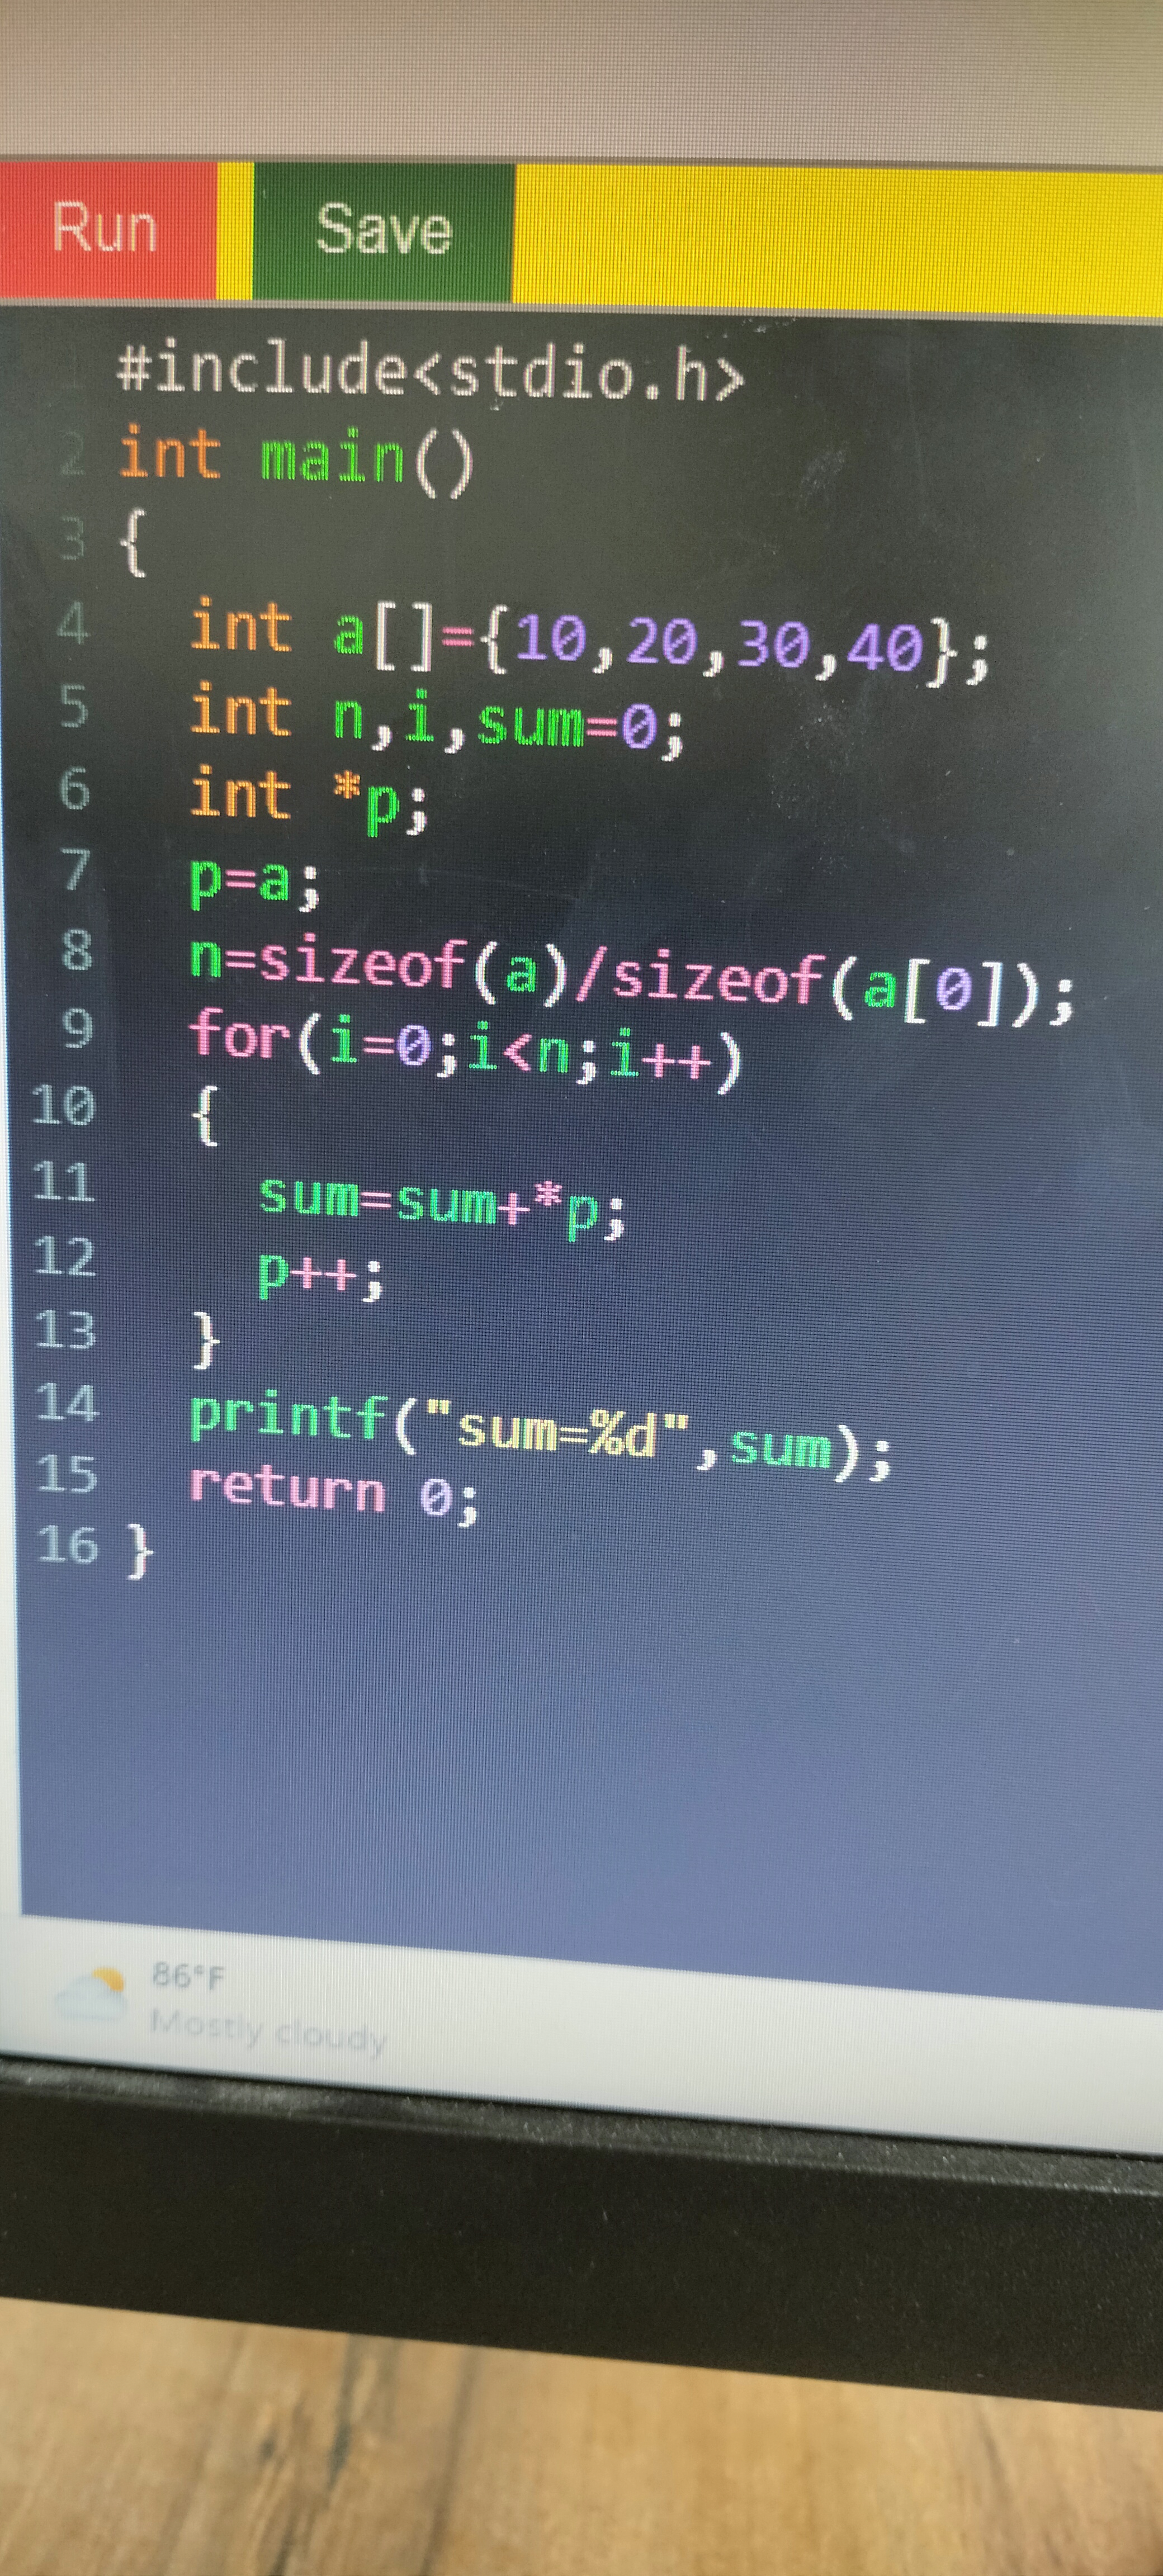 Run Save
1 #include<stdio.h>
2 int main()
3 {
4 int a[]={10,20,30,40};
5 int n,i,sum=0;
6 int *p;
7 p=a;
8 n=sizeof(a)/sizeof(a[0]);
9 for(i=0;i<n;i++)
10 {
11 sum=sum+*p;
12 p++;
13 }
14 printf("sum=%d",sum);
15 return 0;
16 }
86°F
Mostly cloudy